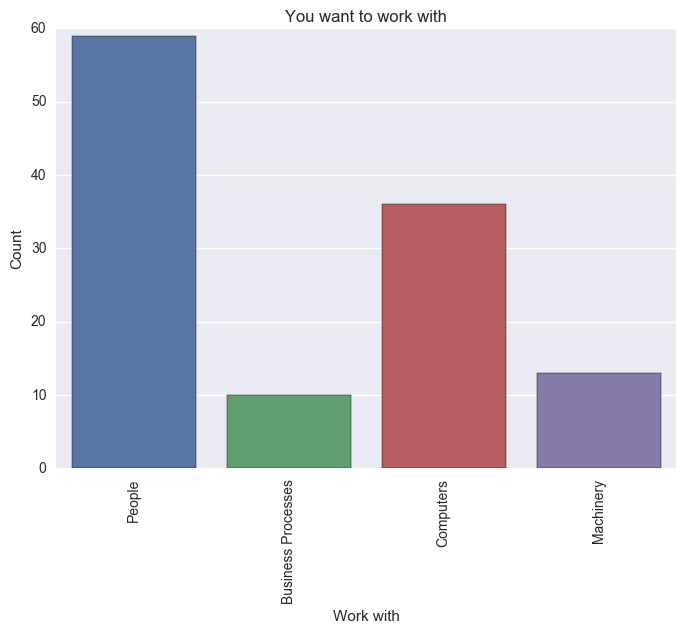 You want to work with
60
50
40
30
20
10
0
Count
People
Business Processes
Computers
Machinery
Work with